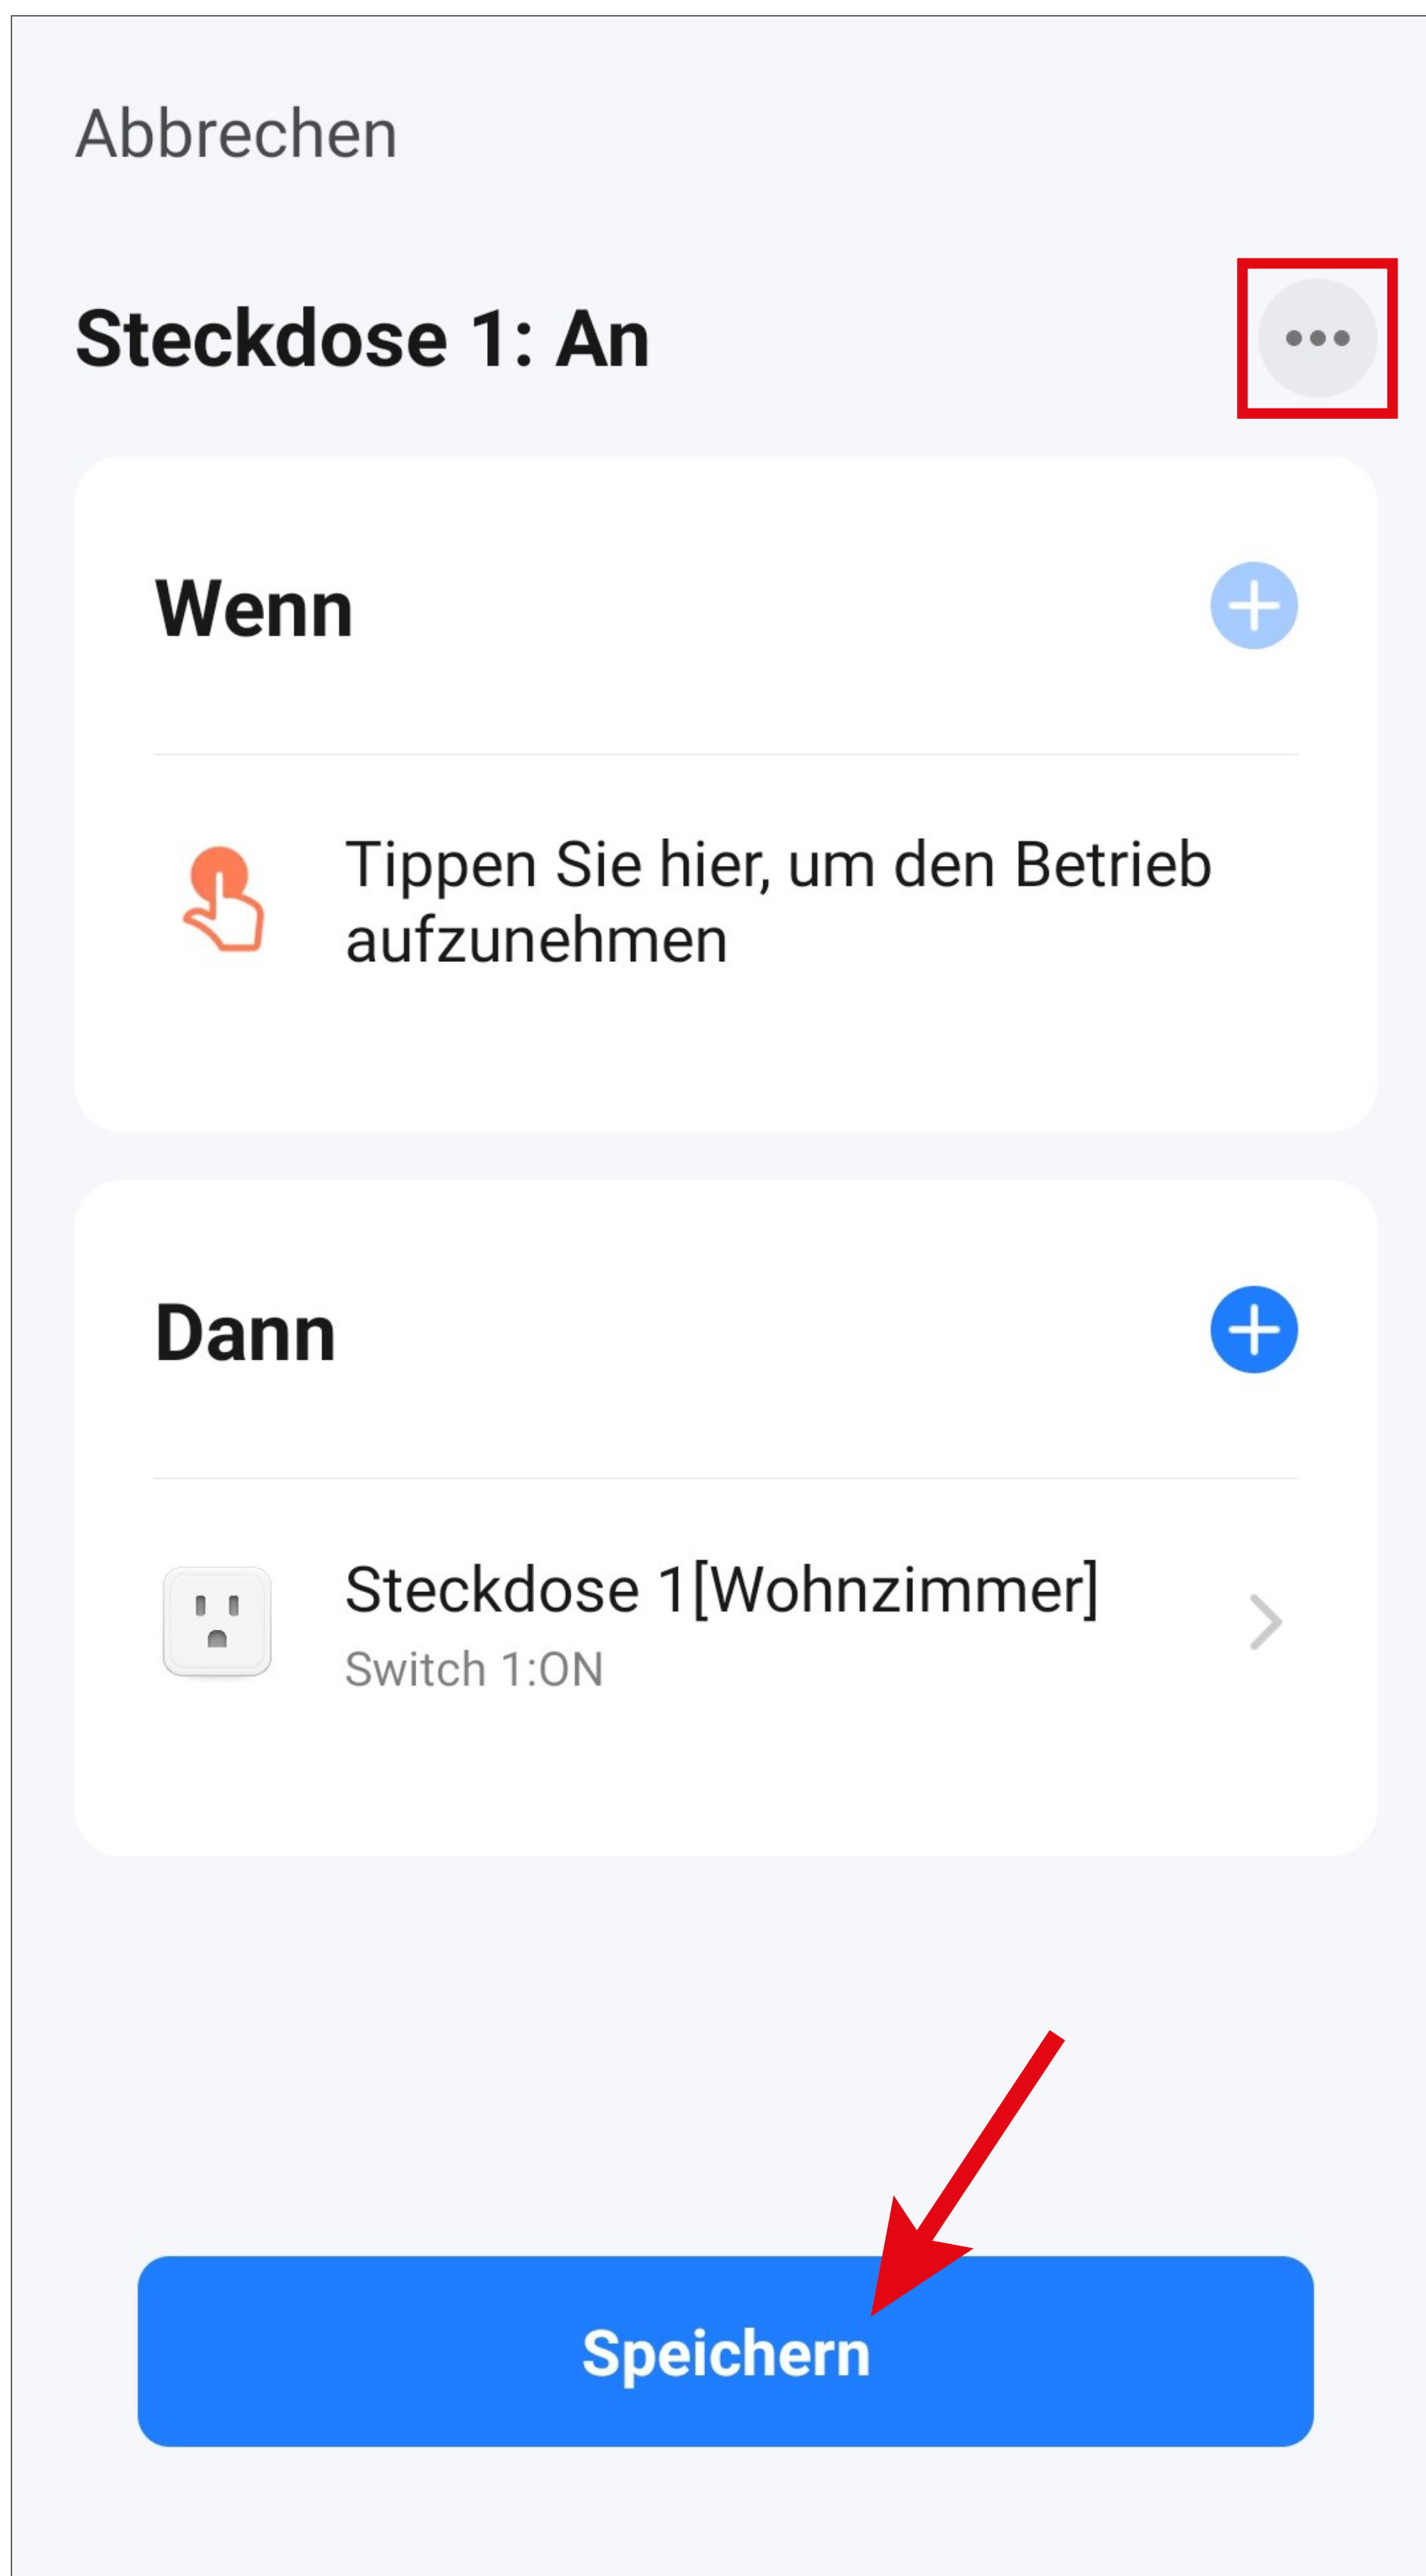 Abbrechen
Steckdose 1: An
Wenn
Tippen Sie hier, um den Betrieb
aufzunehmen
Dann
Steckdose 1[Wohnzimmer]
Switch 1:ON
Speichern